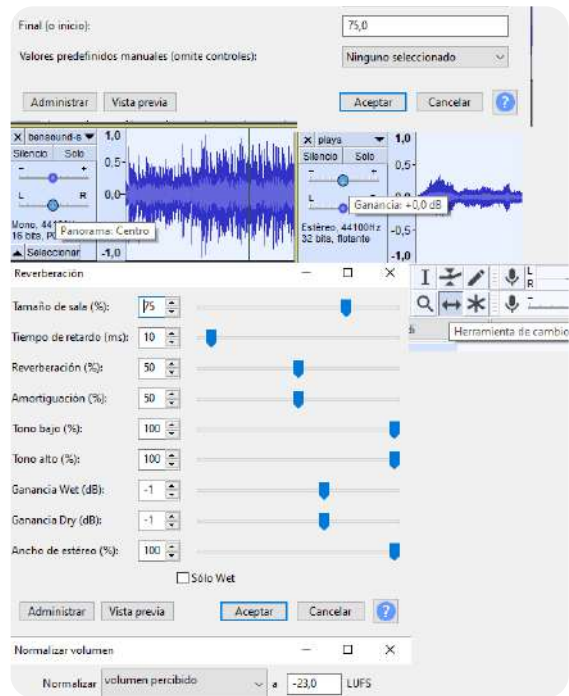 Final (o inicio): 75,0
Valores predefinidos manuales (omite controles): Ninguno seleccionado
Administrar Vista previa Aceptar Cancelar ?
X bensound-s 1,0
Silencio Solo
- +
0,5-
L R 0,0-
Mono, 441
16 bits, PC
Panorama: Centro
Seleccionar -1,0
X playa 1,0
Silencio Solo
- +
0,5-
L
Ganancia: +0,0 dB
Estéreo, 44100Hz -0,5-
32 bits, flotante
-1,0
L
R
Herramienta de cambio
Reverberación
Tamaño de sala (%): 75
Tiempo de retardo (ms): 10
Reverberación (%): 50
Amortiguación (%): 50
Tono bajo (%): 100
Tono alto (%): 100
Ganancia Wet (dB): -1
Ganancia Dry (dB): -1
Ancho de estéreo (%): 100
Sólo Wet
Administrar Vista previa Aceptar Cancelar ?
Normalizar volumen
Normalizar volumen percibido a -23,0 LUFS